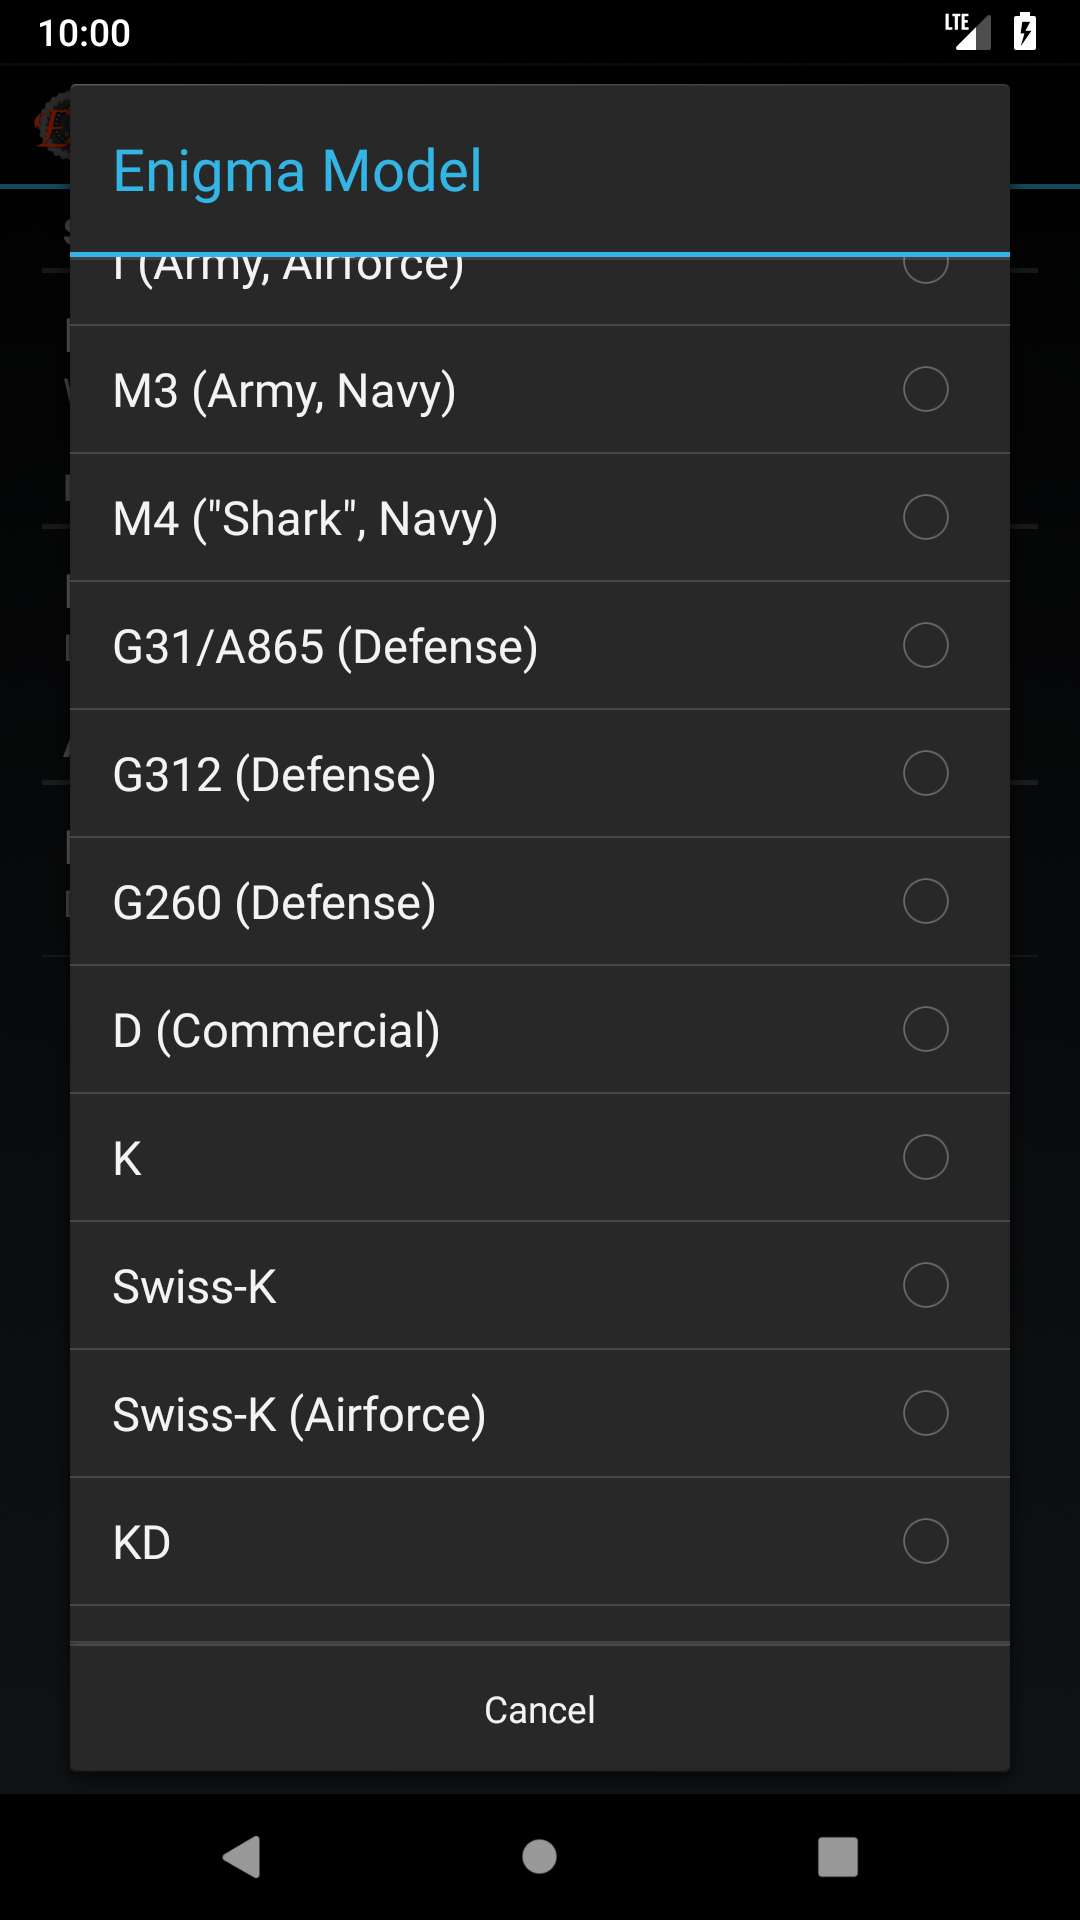 10:00
LTE
Enigma Model
I (Army, Airforce)
M3 (Army, Navy)
M4 ("Shark", Navy)
G31/A865 (Defense)
G312 (Defense)
G260 (Defense)
D (Commercial)
K
Swiss-K
Swiss-K (Airforce)
KD
Cancel